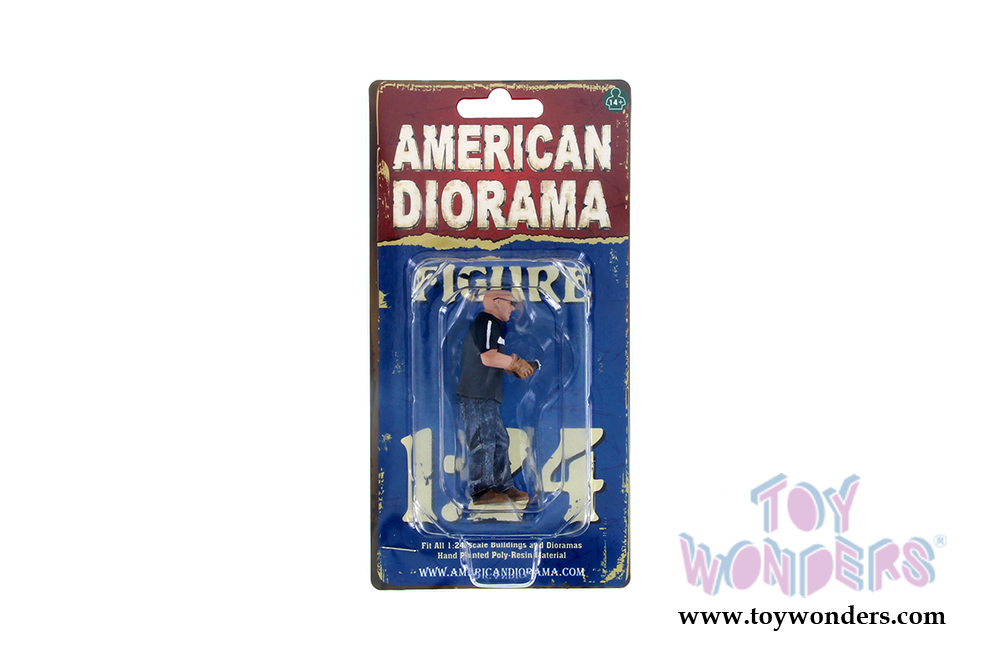 14+
AMERICAN
DIORAMA
FIGURE
1:24
Fit All 1:24 Scale Buildings and Dioramas
Hand Painted Poly-Resin Material
WWW.AMERICANDIORAMA.COM
TOY
WONDERS®
www.toywonders.com